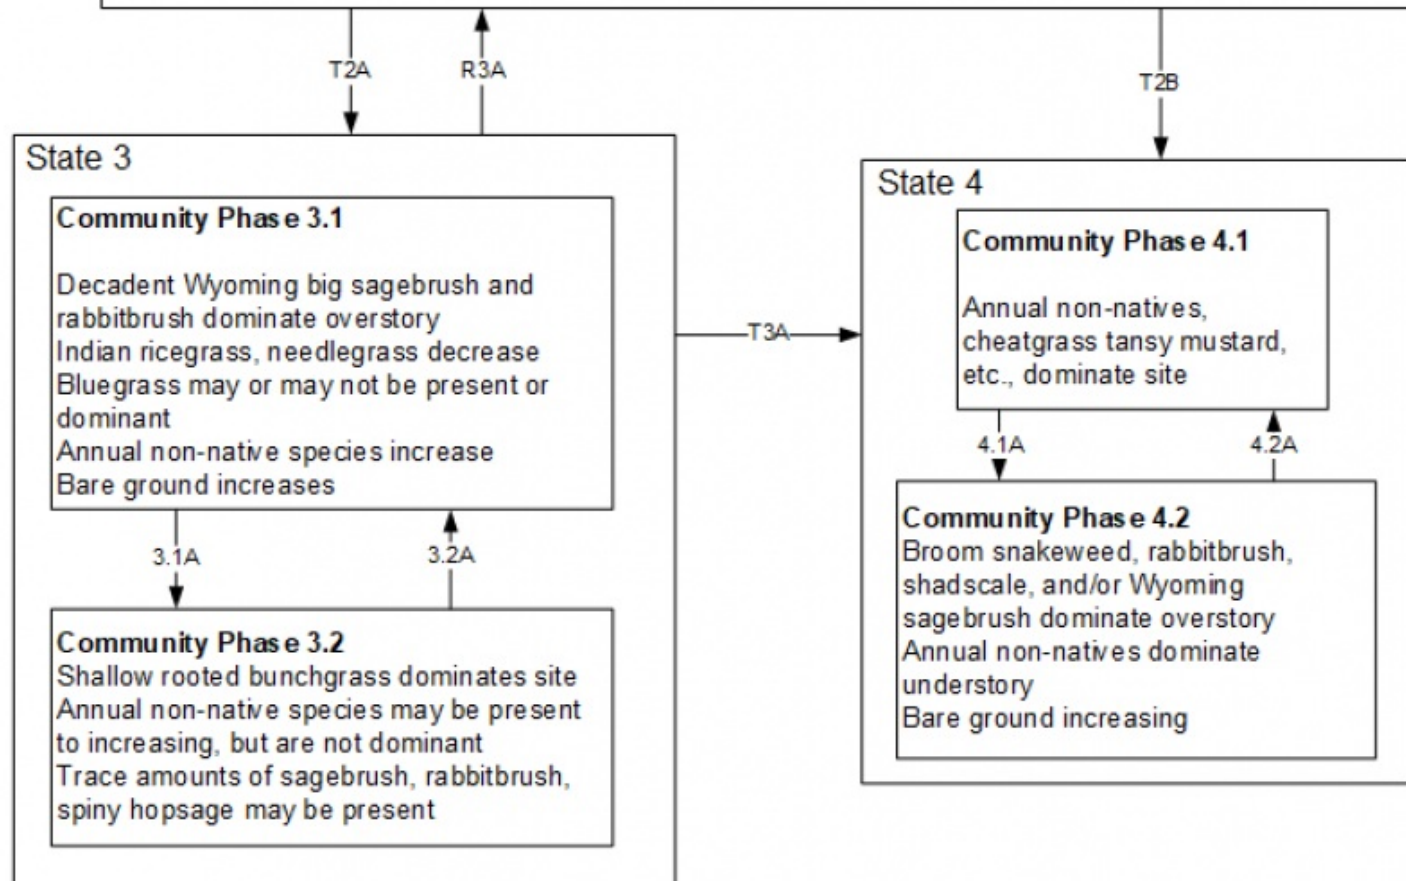 T2A
R3A
T2B
State 3
Community Phase 3.1
Decadent Wyoming big sagebrush and
rabbitbrush dominate overstory
Indian ricegrass, needlegrass decrease
Bluegrass may or may not be present or
dominant
Annual non-native species increase
Bare ground increases
3.1A
3.2A
Community Phase 3.2
Shallow rooted bunchgrass dominates site
Annual non-native species may be present
to increasing, but are not dominant
Trace amounts of sagebrush, rabbitbrush,
spiny hopsage may be present
T3A
State 4
Community Phase 4.1
Annual non-natives,
cheatgrass tansy mustard,
etc., dominate site
4.1A
4.2A
Community Phase 4.2
Broom snakeweed, rabbitbrush,
shadscale, and/or Wyoming
sagebrush dominate overstory
Annual non-natives dominate
understory
Bare ground increasing